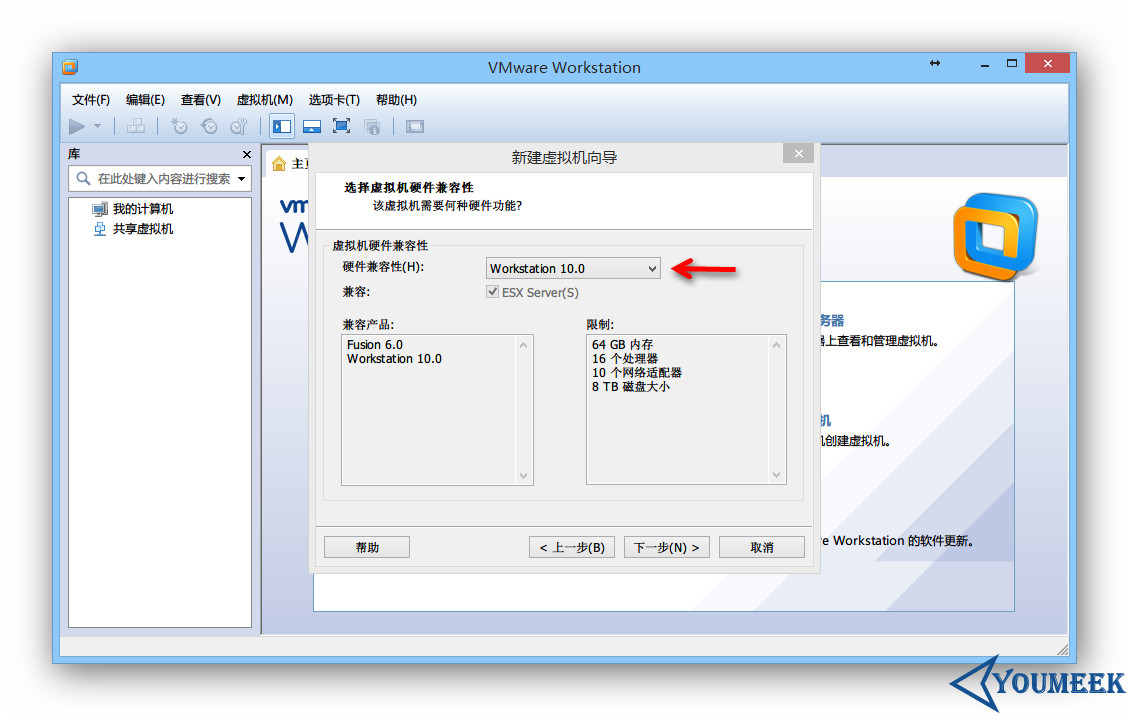 VMware Workstation
文件(F) 编辑(E) 查看(V) 虚拟机(M) 选项卡(T) 帮助(H)
库
在此处键入内容进行搜索
我的计算机
共享虚拟机
主
vm
W
新建虚拟机向导
选择虚拟机硬件兼容性
该虚拟机需要何种硬件功能?
虚拟机硬件兼容性
硬件兼容性(H): Workstation 10.0
兼容: ESX Server(S)
兼容产品:
Fusion 6.0
Workstation 10.0
限制:
64 GB 内存
16 个处理器
10 个网络适配器
8 TB 磁盘大小
帮助 < 上一步(B) 下一步(N) > 取消
务器
器上查看和管理虚拟机。
机
机创建虚拟机。
re Workstation 的软件更新。
YOUMEEK